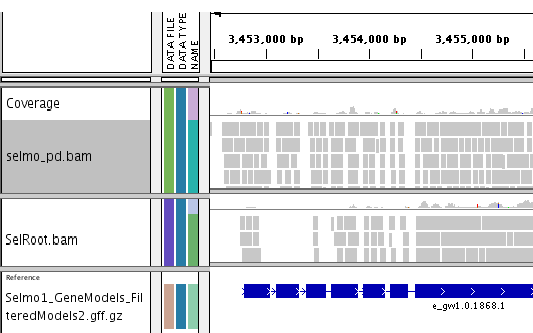 DATA FILE
DATA TYPE
NAME
3,453,000 bp
3,454,000 bp
3,455,000 bp
Coverage
selmo_pd.bam
SelRoot.bam
Reference
Selmo1_GeneModels_Fil
teredModels2.gff.gz
e_gw1.0.1868.1